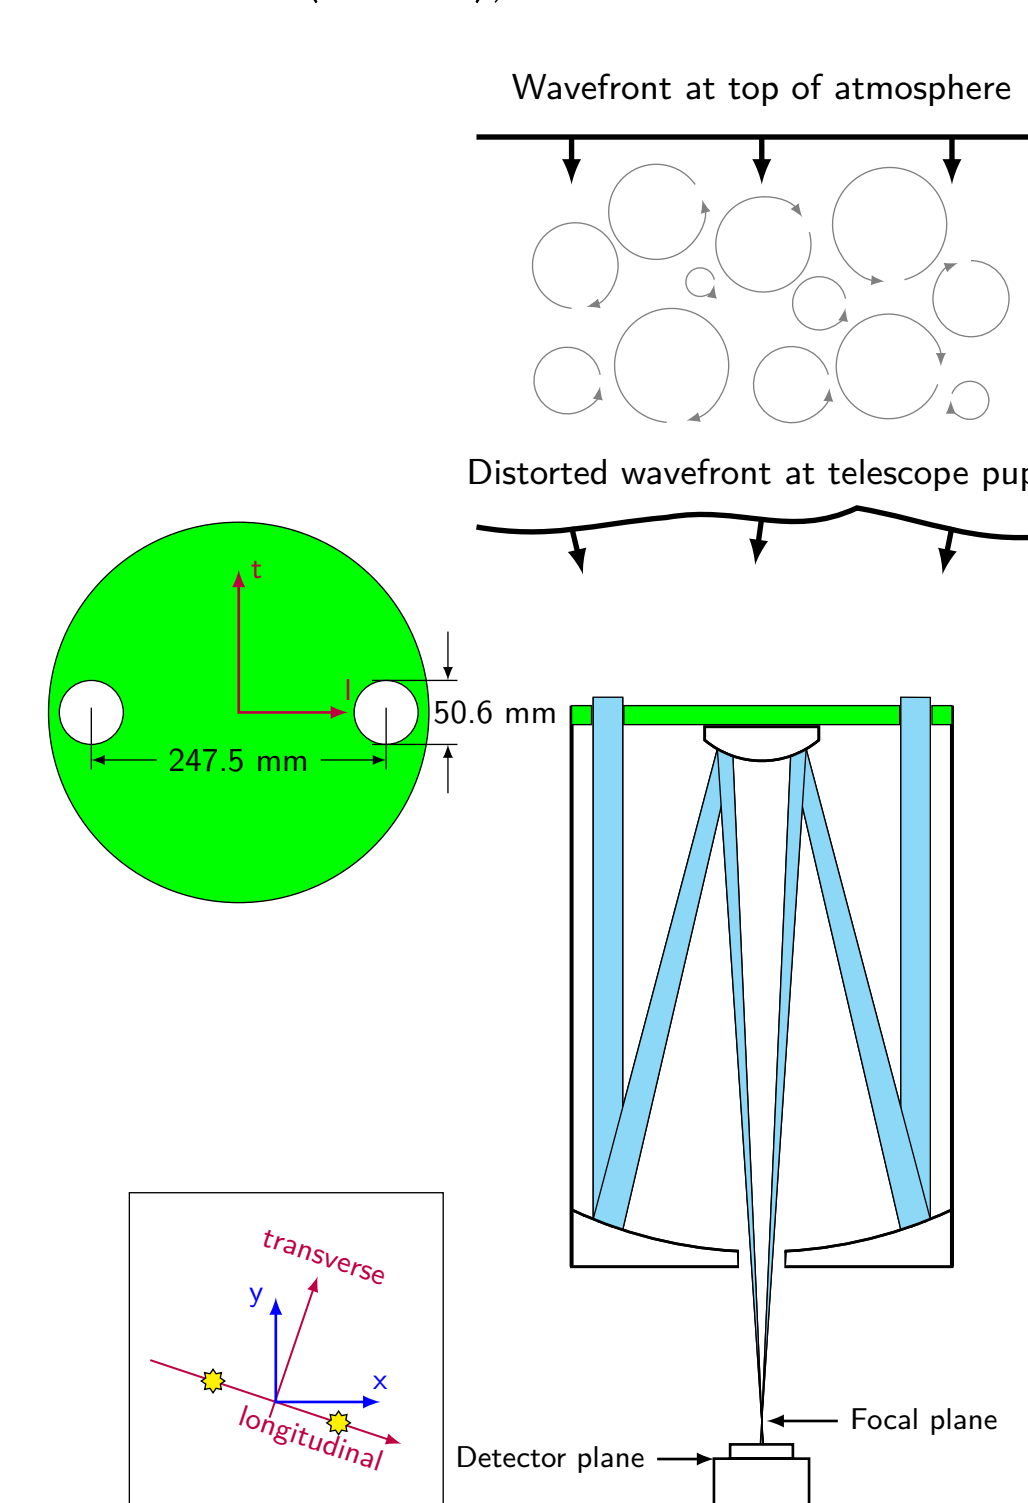 Wavefront at top of atmosphere
Distorted wavefront at telescope
t
l
50.6 mm
247.5 mm
transverse
y
x
longitudinal
Focal plane
Detector plane